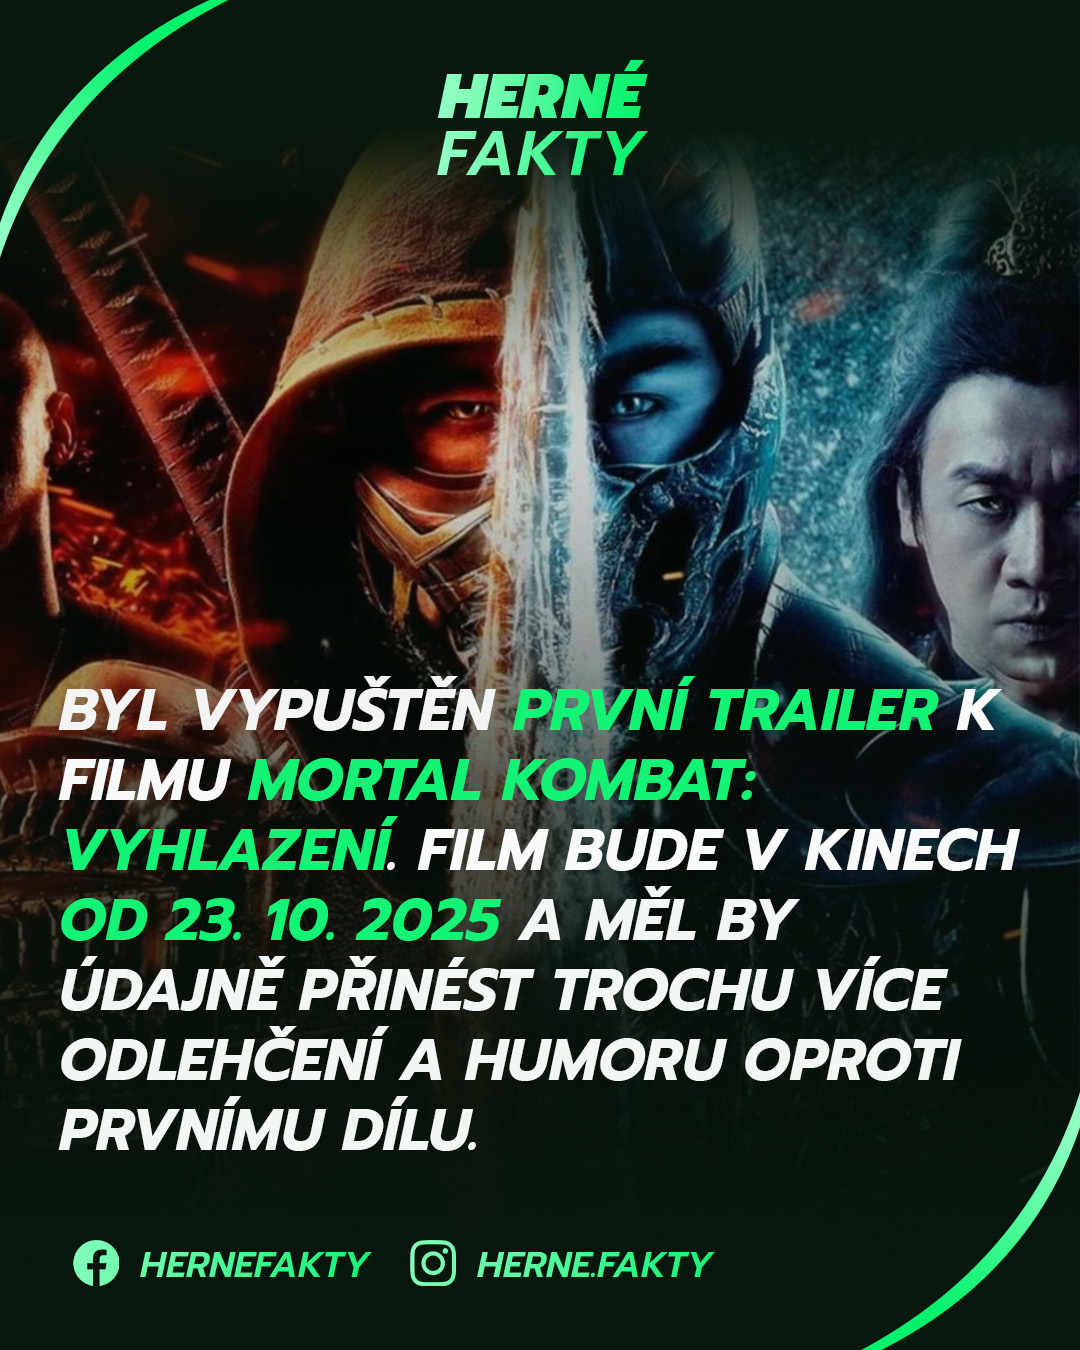 HERNÉ
FAKTY
BYL VYPUŠTĚN PRVNÍ TRAILER K
FILMU MORTAL KOMBAT:
VYHLAZENÍ. FILM BUDE V KINECH
OD 23. 10. 2025 A MĚL BY
ÚDAJNĚ PŘINÉST TROCHU VÍCE
ODLEHČENÍ A HUMORU OPROTI
PRVNÍMU DÍLU.
HERNEFAKTY HERNE.FAKTY